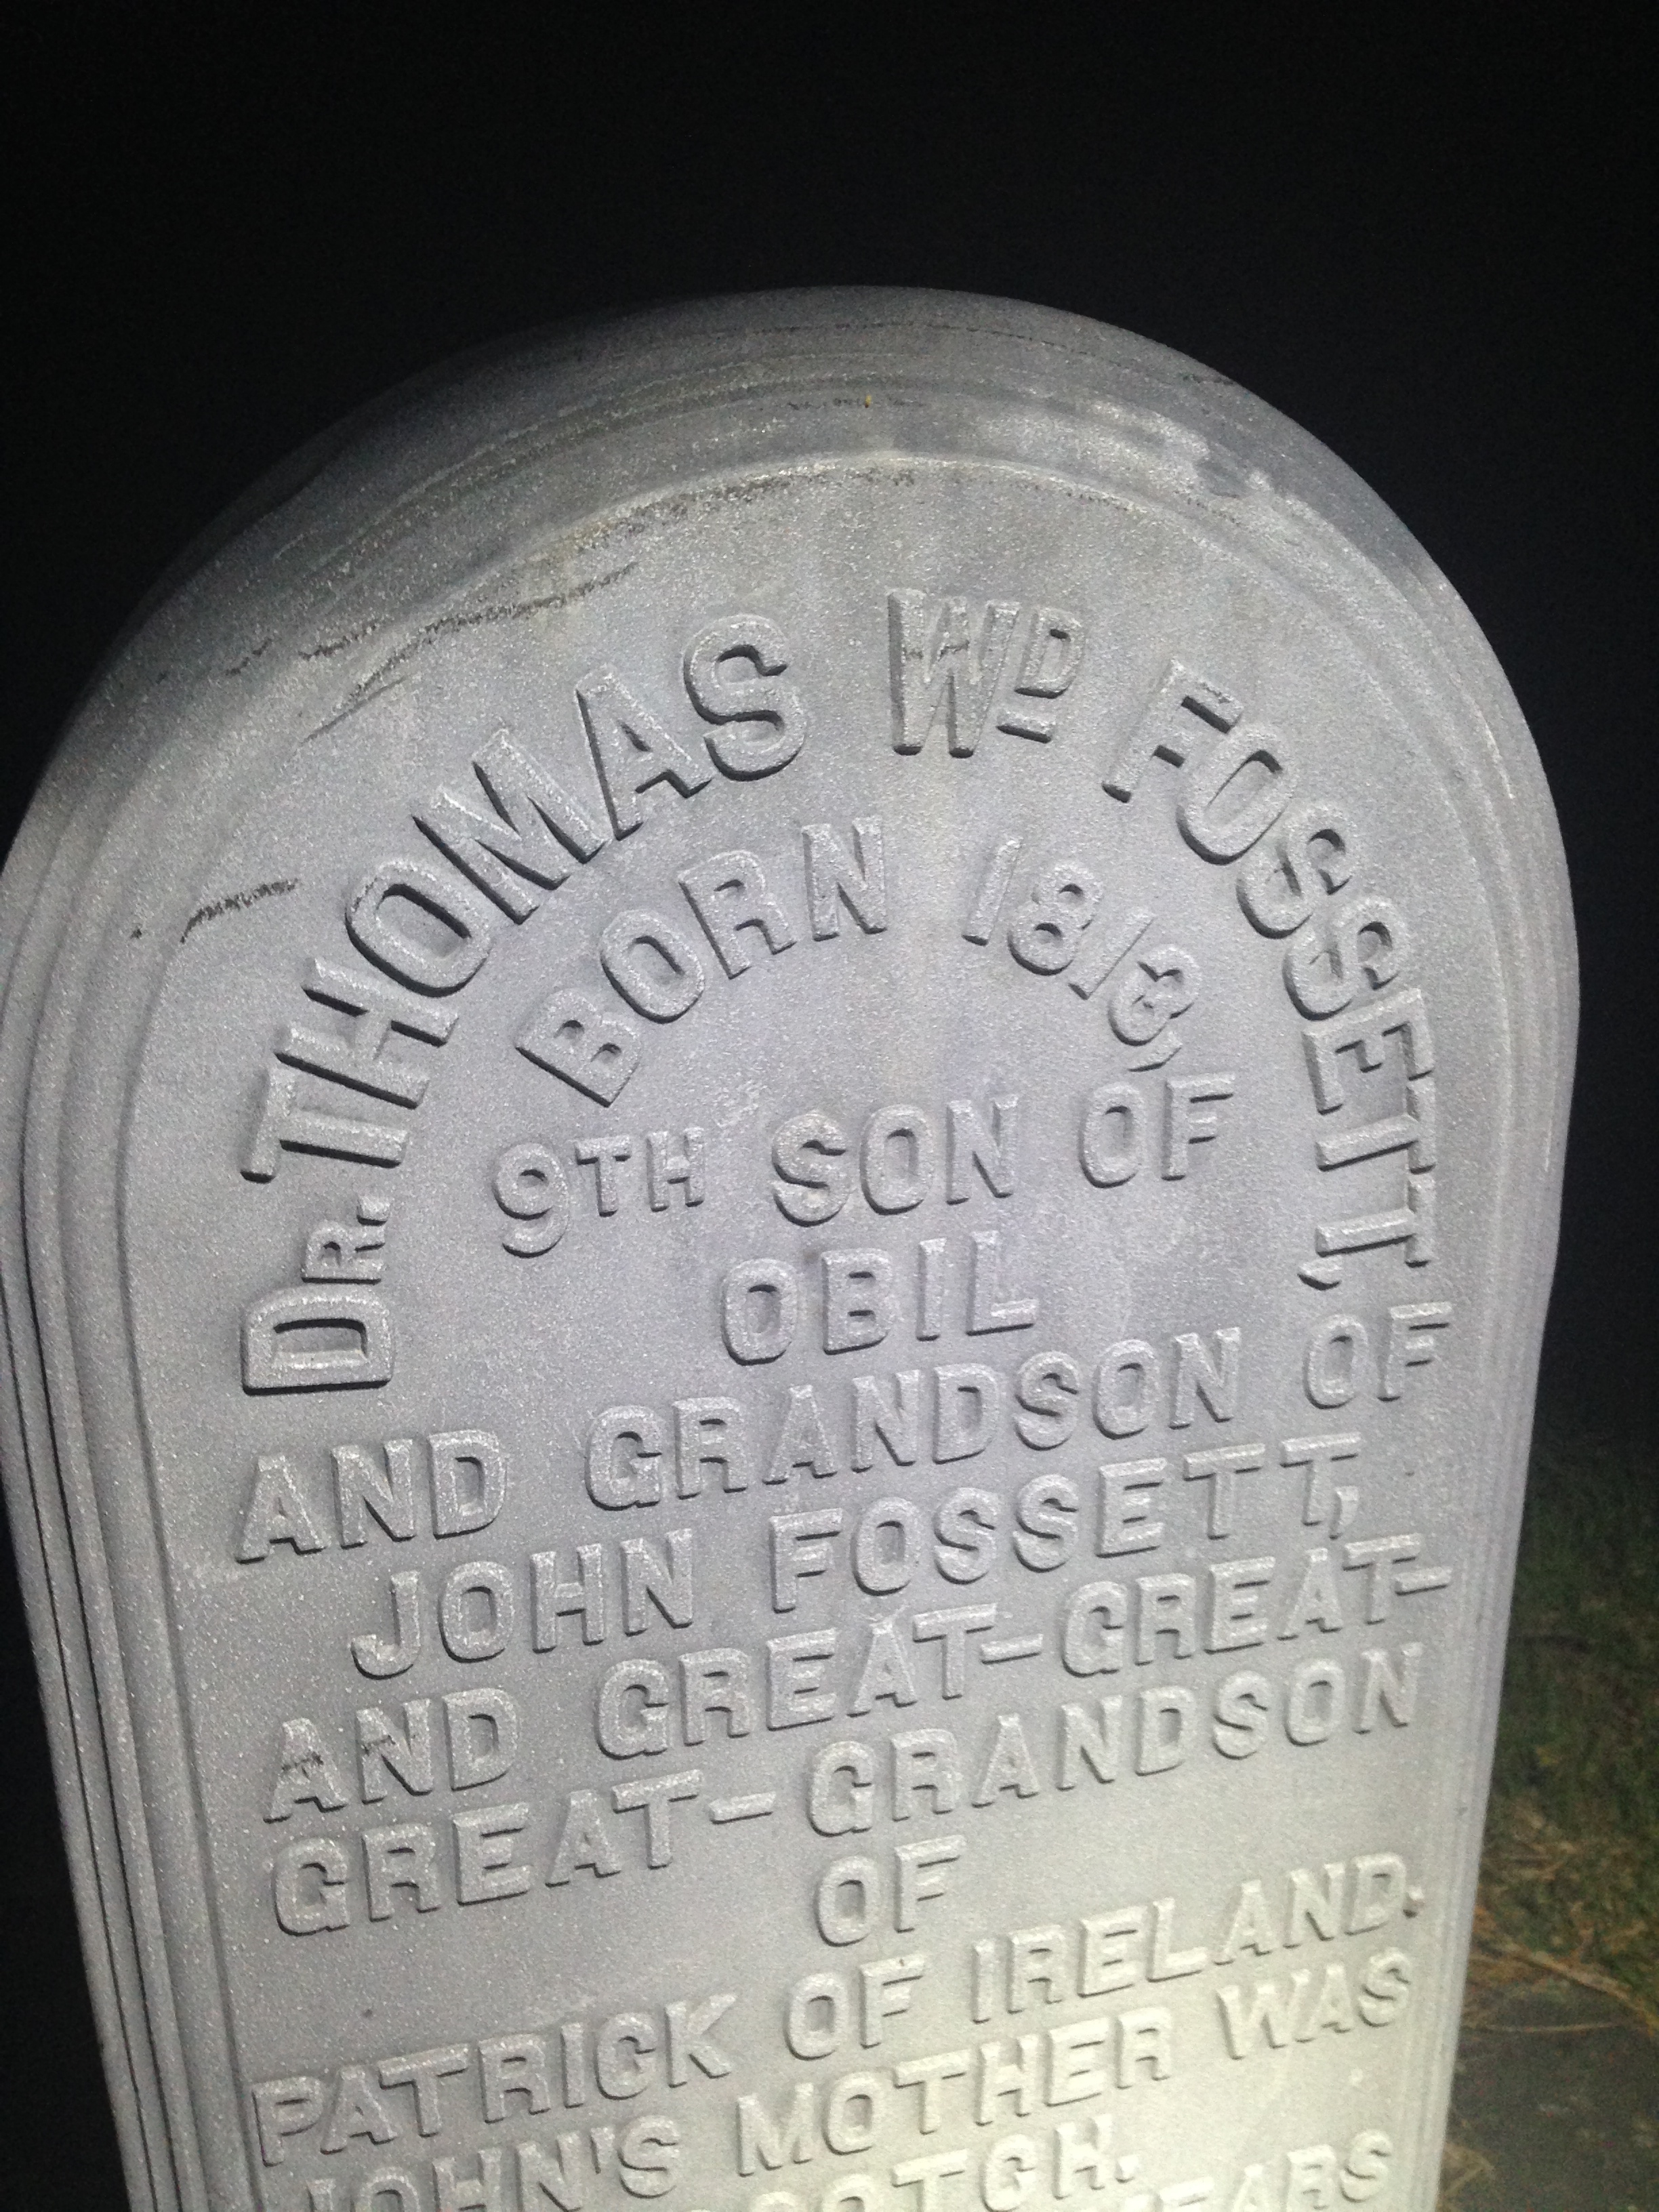 DR. THOMAS WD FOSSETT,
BORN 1813
9TH SON OF
OBIL
AND GRANDSON OF
JOHN FOSSETT,
AND GREAT-GREAT-
GREAT-GRANDSON
OF
PATRICK OF IRELAND.
JOHN'S MOTHER WAS